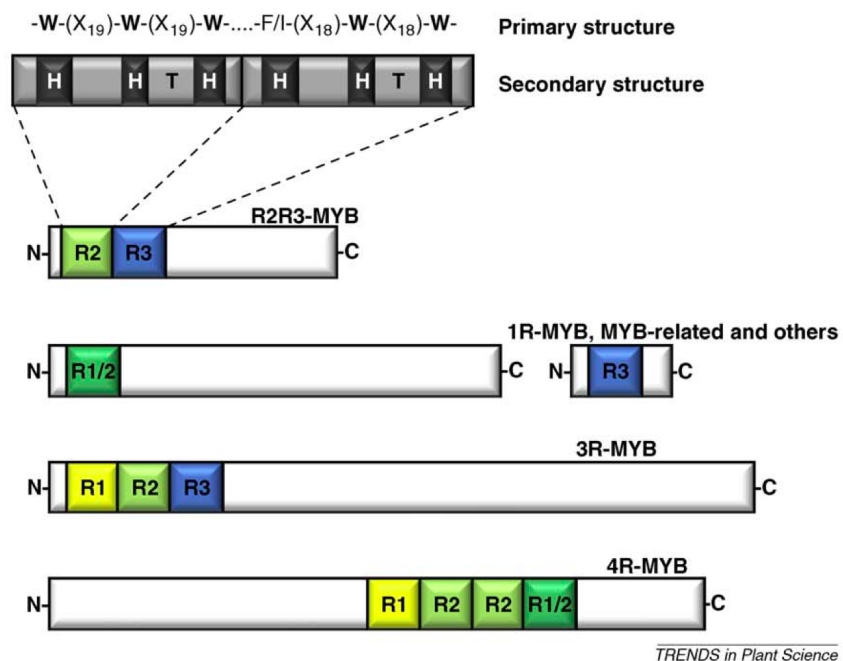 -W-(X19)-W-(X19)-W-....-F/I-(X18)-W-(X18)-W- Primary structure
H H T H H H T H Secondary structure
R2R3-MYB
N- R2 R3 -C
1R-MYB, MYB-related and others
N- R1/2 -C N- R3 -C
3R-MYB
N- R1 R2 R3 -C
4R-MYB
N- R1 R2 R2 R1/2 -C
TRENDS in Plant Science